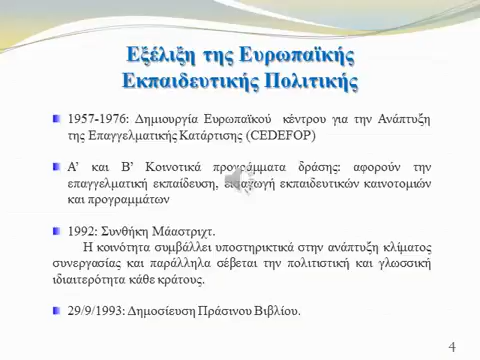 Εξέλιξη της Ευρωπαϊκής
Εκπαιδευτικής Πολιτικής
1957-1976: Δημιουργία Ευρωπαϊκού κέντρου για την Ανάπτυξη
της Επαγγελματικής Κατάρτισης (CEDEFOP)
Α’ και Β’ Κοινοτικά προγράμματα δράσης: αφορούν την
επαγγελματική εκπαίδευση, εισαγωγή εκπαιδευτικών καινοτομιών
και προγραμμάτων
1992: Συνθήκη Μάαστριχτ.
Η κοινότητα συμβάλλει υποστηρικτικά στην ανάπτυξη κλίματος
συνεργασίας και παράλληλα σέβεται την πολιτιστική και γλωσσική
ιδιαιτερότητα κάθε κράτους.
29/9/1993: Δημοσίευση Πράσινου Βιβλίου.
4